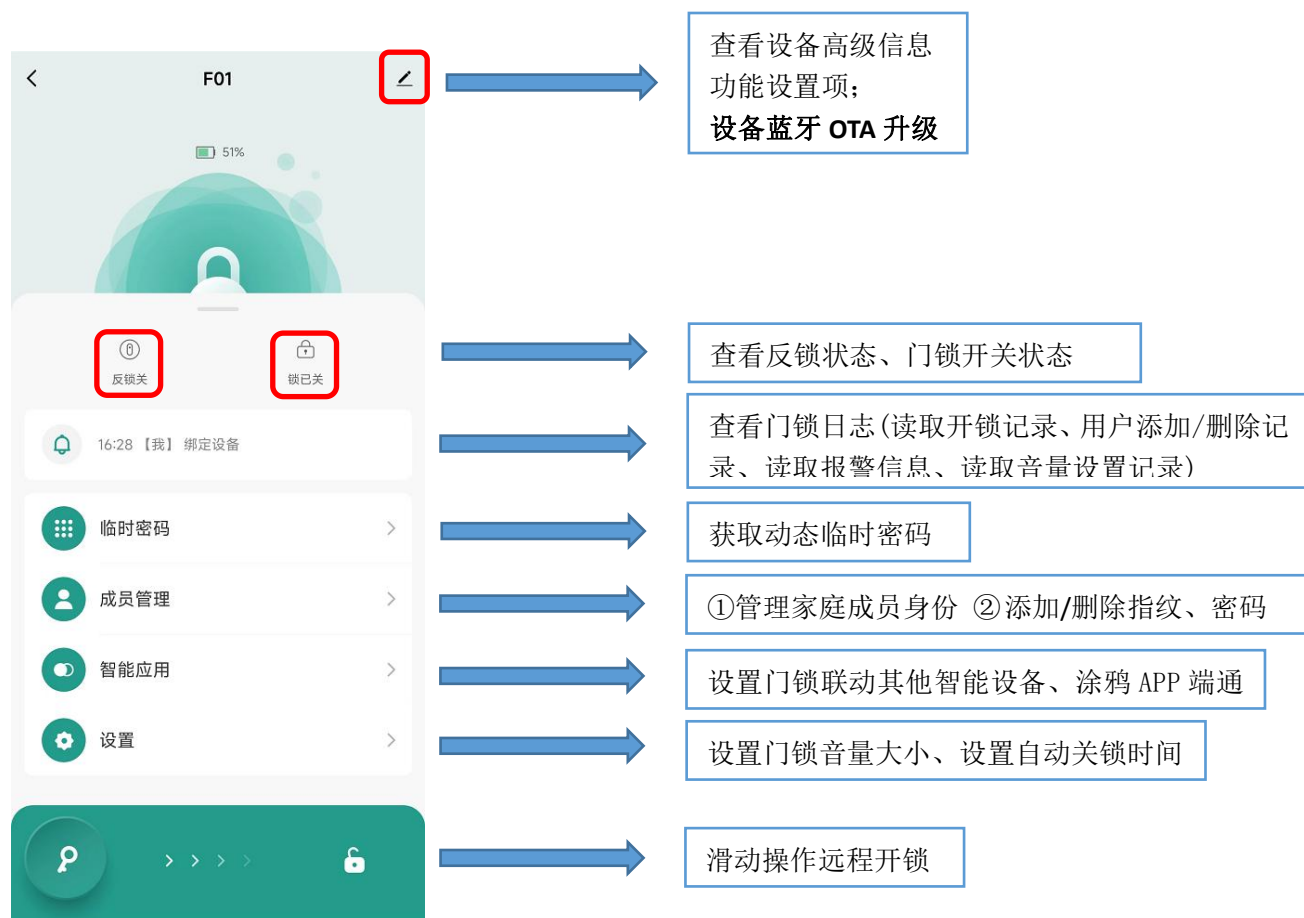 查看设备高级信息
功能设置项;
设备蓝牙 OTA 升级
F01
51%
反锁关
锁已关
查看反锁状态、门锁开关状态
16:28 【我】 绑定设备
查看门锁日志(读取开锁记录、用户添加/删除记
录、读取报警信息、读取音量设置记录)
临时密码
获取动态临时密码
成员管理
①管理家庭成员身份 ②添加/删除指纹、密码
智能应用
设置门锁联动其他智能设备、涂鸦 APP 端通
设置
设置门锁音量大小、设置自动关锁时间
滑动操作远程开锁